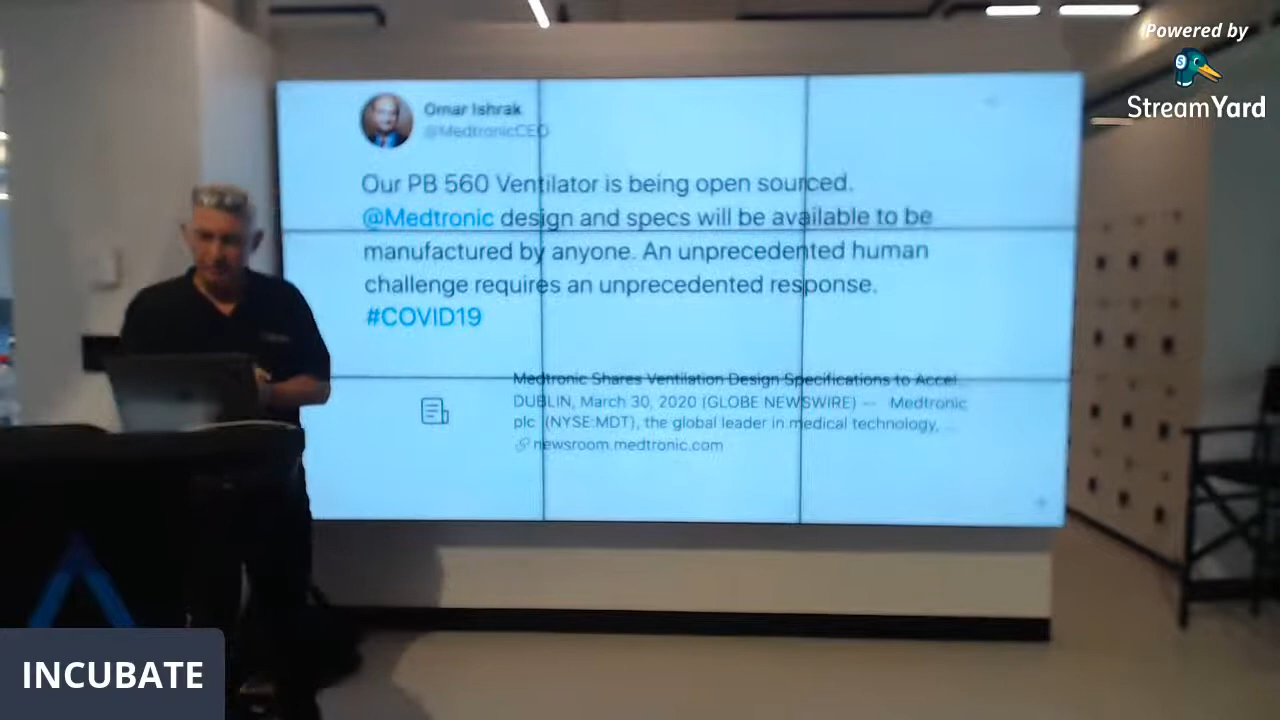 Powered by
StreamYard
Omar Ishrak
@MedtronicCEO
Our PB 560 Ventilator is being open sourced.
@Medtronic design and specs will be available to be
manufactured by anyone. An unprecedented human
challenge requires an unprecedented response.
#COVID19
Medtronic Shares Ventilation Design Specifications to Accel...
DUBLIN, March 30, 2020 (GLOBE NEWSWIRE) -- Medtronic
plc (NYSE:MDT), the global leader in medical technology, ...
newsroom.medtronic.com
INCUBATE